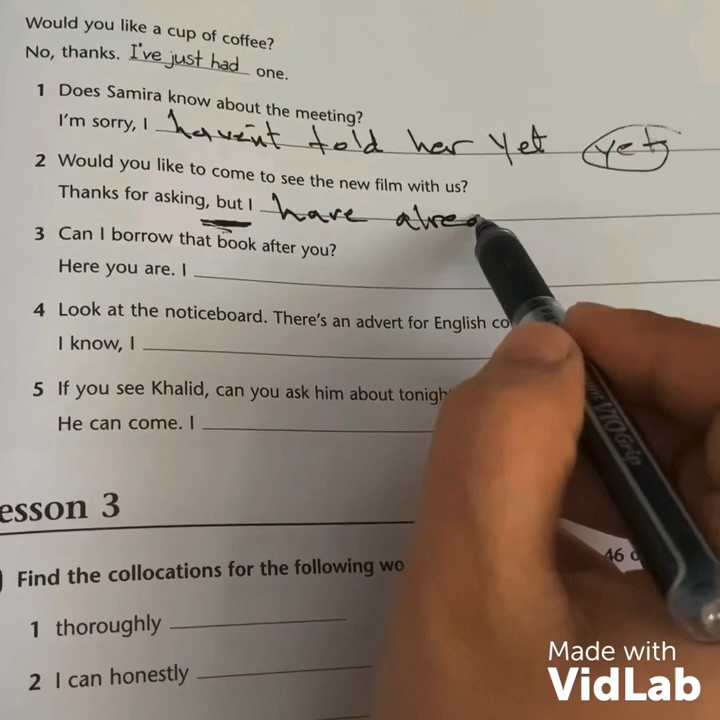 Would you like a cup of coffee?
No, thanks. I've just had one.
1 Does Samira know about the meeting?
I'm sorry, I havent told her yet yet
2 Would you like to come to see the new film with us?
Thanks for asking, but I have alrea
3 Can I borrow that book after you?
Here you are. I
4 Look at the noticeboard. There's an advert for English co
I know, I
5 If you see Khalid, can you ask him about tonigh
He can come. I
esson 3
Find the collocations for the following wo
46
1 thoroughly
2 I can honestly
VIQ Grip
Made with
VidLab